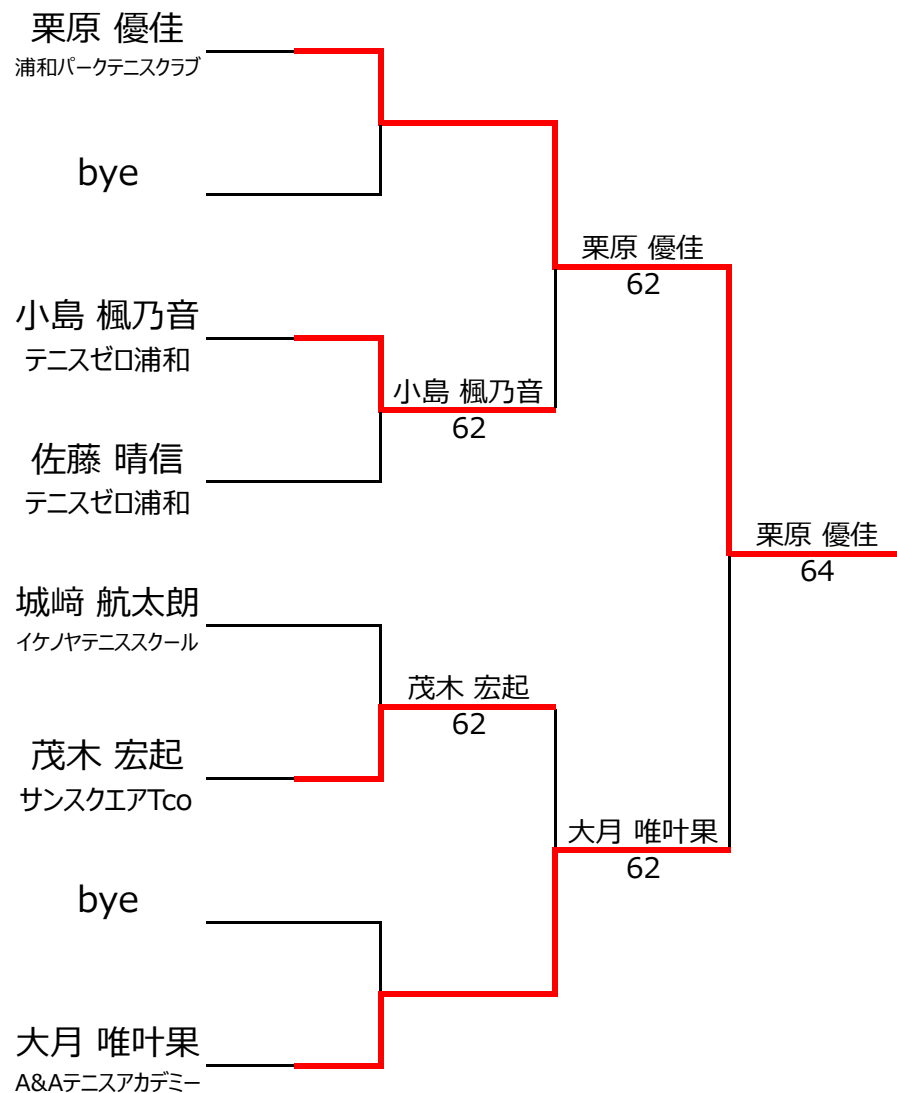 栗原 優佳
浦和パークテニスクラブ
bye
栗原 優佳
62
小島 楓乃音
テニスゼロ浦和
小島 楓乃音
62
佐藤 晴信
テニスゼロ浦和
栗原 優佳
64
城﨑 航太朗
イケノヤテニススクール
茂木 宏起
62
茂木 宏起
サンスクエアTco
大月 唯叶果
62
bye
大月 唯叶果
A&Aテニスアカデミー